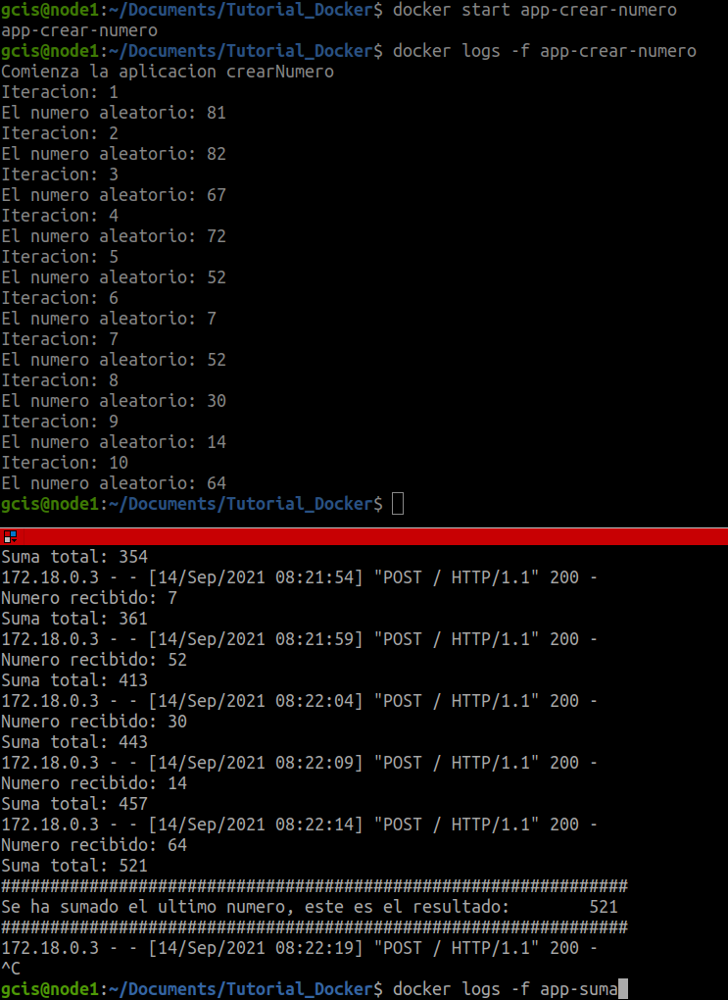 gcis@node1:~/Documents/Tutorial_Docker$ docker start app-crear-numero
app-crear-numero
gcis@node1:~/Documents/Tutorial_Docker$ docker logs -f app-crear-numero
Comienza la aplicacion crearNumero
Iteracion: 1
El numero aleatorio: 81
Iteracion: 2
El numero aleatorio: 82
Iteracion: 3
El numero aleatorio: 67
Iteracion: 4
El numero aleatorio: 72
Iteracion: 5
El numero aleatorio: 52
Iteracion: 6
El numero aleatorio: 7
Iteracion: 7
El numero aleatorio: 52
Iteracion: 8
El numero aleatorio: 30
Iteracion: 9
El numero aleatorio: 14
Iteracion: 10
El numero aleatorio: 64
gcis@node1:~/Documents/Tutorial_Docker$
Suma total: 354
172.18.0.3 - - [14/Sep/2021 08:21:54] "POST / HTTP/1.1" 200 -
Numero recibido: 7
Suma total: 361
172.18.0.3 - - [14/Sep/2021 08:21:59] "POST / HTTP/1.1" 200 -
Numero recibido: 52
Suma total: 413
172.18.0.3 - - [14/Sep/2021 08:22:04] "POST / HTTP/1.1" 200 -
Numero recibido: 30
Suma total: 443
172.18.0.3 - - [14/Sep/2021 08:22:09] "POST / HTTP/1.1" 200 -
Numero recibido: 14
Suma total: 457
172.18.0.3 - - [14/Sep/2021 08:22:14] "POST / HTTP/1.1" 200 -
Numero recibido: 64
Suma total: 521
################################################################
Se ha sumado el ultimo numero, este es el resultado:        521
################################################################
172.18.0.3 - - [14/Sep/2021 08:22:19] "POST / HTTP/1.1" 200 -
^C
gcis@node1:~/Documents/Tutorial_Docker$ docker logs -f app-suma